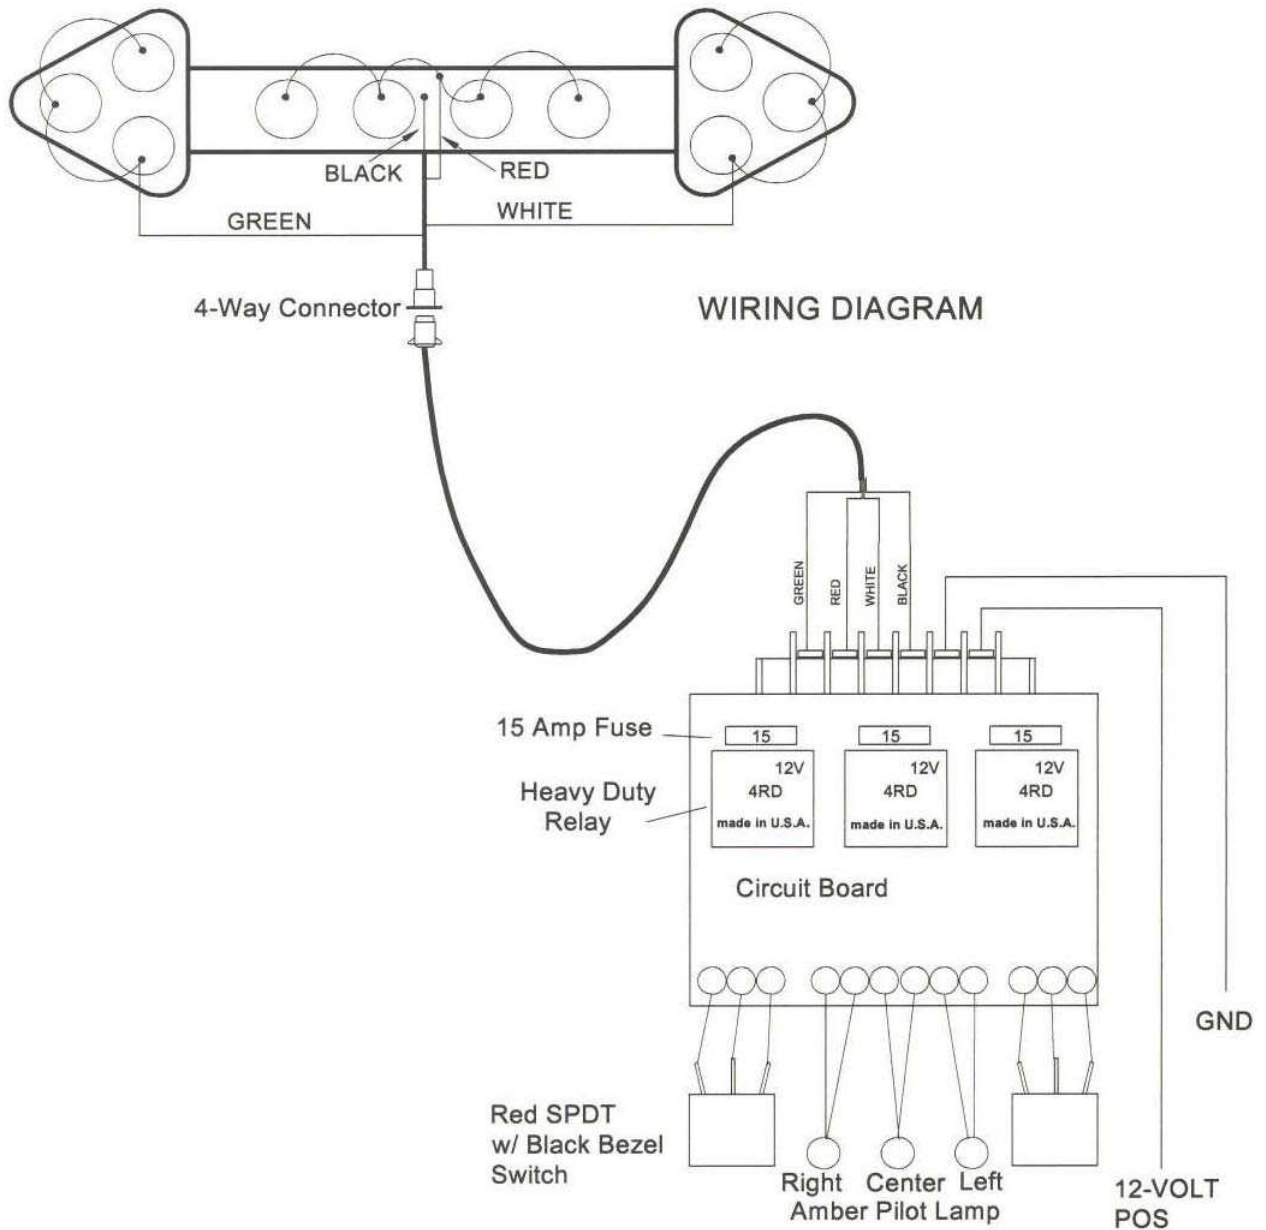 BLACK
RED
GREEN
WHITE
4-Way Connector
WIRING DIAGRAM
GREEN
RED
WHITE
BLACK
15 Amp Fuse
15
15
15
Heavy Duty
Relay
12V
4RD
made in U.S.A.
12V
4RD
made in U.S.A.
12V
4RD
made in U.S.A.
Circuit Board
GND
Red SPDT
w/ Black Bezel
Switch
Right Center Left
Amber Pilot Lamp
12-VOLT
POS